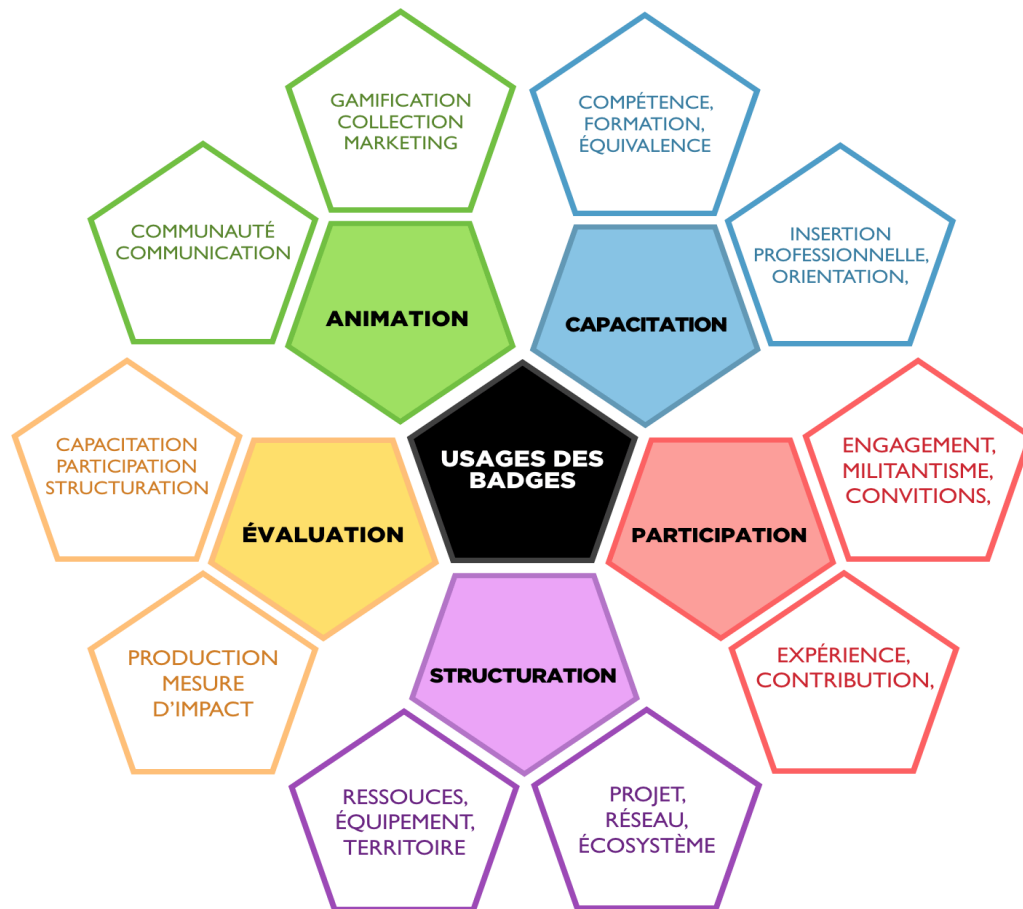 GAMIFICATION
COLLECTION
MARKETING
COMPÉTENCE,
FORMATION,
ÉQUIVALENCE
COMMUNAUTÉ
COMMUNICATION
INSERTION
PROFESSIONNELLE,
ORIENTATION,
ANIMATION
CAPACITATION
CAPACITATION
PARTICIPATION
STRUCTURATION
USAGES DES
BADGES
ENGAGEMENT,
MILITANTISME,
CONVITIONS,
ÉVALUATION
PARTICIPATION
PRODUCTION
MESURE
D'IMPACT
STRUCTURATION
EXPÉRIENCE,
CONTRIBUTION,
RESSOUCES,
ÉQUIPEMENT,
TERRITOIRE
PROJET,
RÉSEAU,
ÉCOSYSTÈME